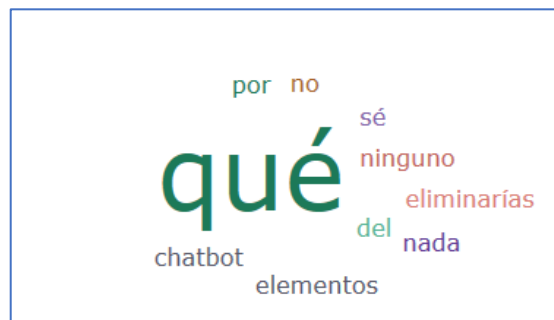 por no
sé
qué
ninguno
eliminarías
del
nada
chatbot
elementos